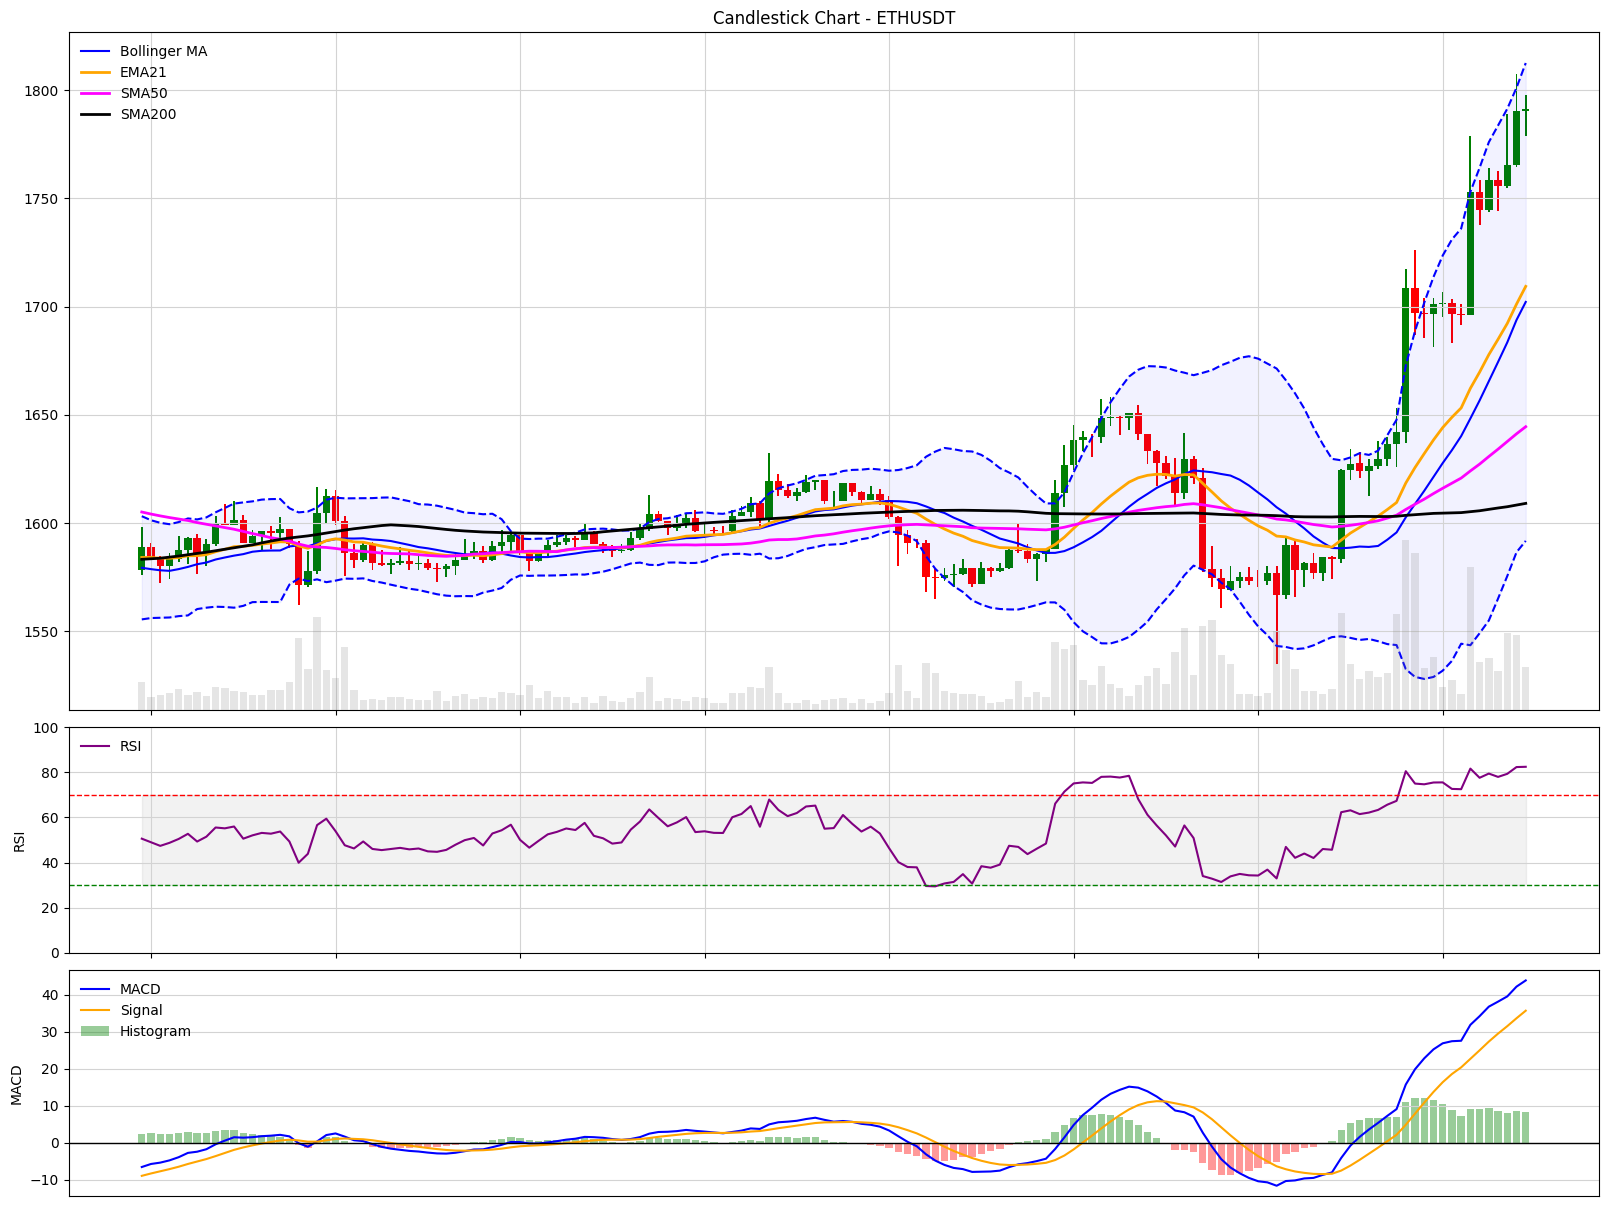 Candlestick Chart - ETHUSDT
Bollinger MA
EMA21
SMA50
SMA200
1800
1750
1700
1650
1600
1550
RSI
100
80
60
40
20
0
RSI
MACD
Signal
Histogram
40
30
20
10
0
−10
MACD